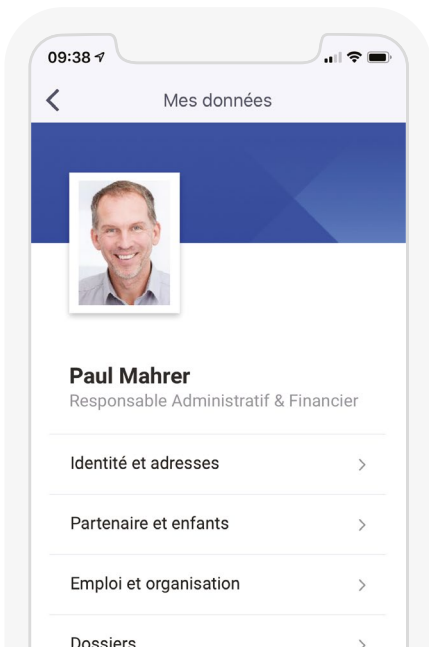 09:38
Mes données
Paul Mahrer
Responsable Administratif & Financier
Identité et adresses
Partenaire et enfants
Emploi et organisation
Dossiers